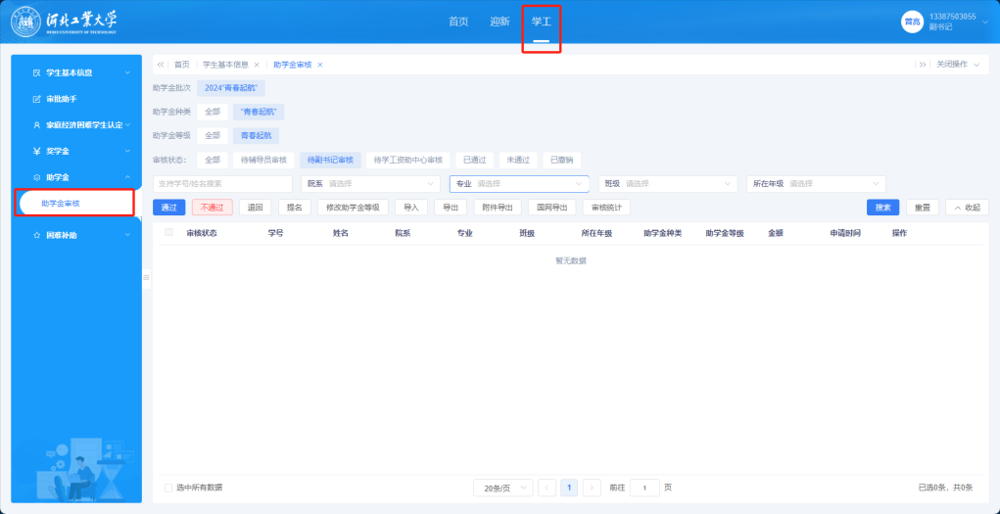 河北工业大学
HEBEI UNIVERSITY OF TECHNOLOGY
首页 迎新 学工
曾亮 13387503055
副书记
学生基本信息
审批助手
家庭经济困难学生认定
奖学金
助学金
助学金审核
困难补助
首页 学生基本信息 × 助学金审核 × 关闭操作
助学金批次 2024"青春起航"
助学金种类 全部 "青春起航"
助学金等级 全部 青春起航
审核状态: 全部 待辅导员审核 待副书记审核 待学工资助中心审核 已通过 未通过 已撤销
支持学号/姓名搜索 院系 请选择 专业 请选择 班级 请选择 所在年级 请选择
通过 不通过 退回 提名 修改助学金等级 导入 导出 附件导出 国网导出 审核统计 搜索 重置 收起
审核状态 学号 姓名 院系 专业 班级 所在年级 助学金种类 助学金等级 金额 申请时间 操作
暂无数据
选中所有数据 20条/页 1 前往 1 页 已选0条，共0条